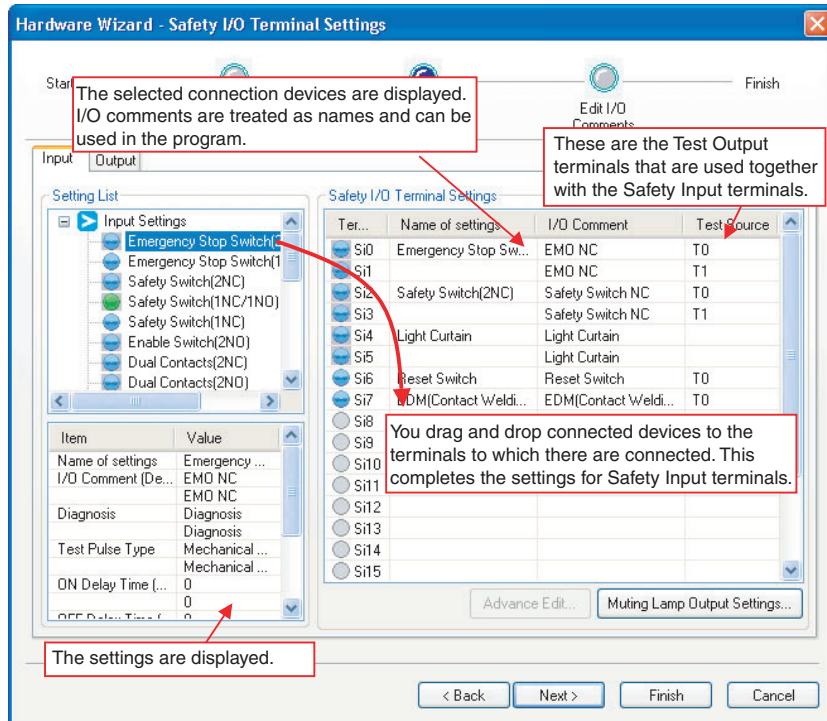 Hardware Wizard - Safety I/O Terminal Settings
Start
Finish
Edit I/O
Comments
The selected connection devices are displayed.
I/O comments are treated as names and can be
used in the program.
These are the Test Output
terminals that are used together
with the Safety Input terminals.
Input Output
Setting List
Input Settings
Emergency Stop Switch(2
Emergency Stop Switch(1
Safety Switch(2NC)
Safety Switch(1NC/1NO)
Safety Switch(1NC)
Enable Switch(2NO)
Dual Contacts(2NC)
Dual Contacts(2NO)
Item Value
Name of settings Emergency ...
I/O Comment (De... EMO NC
EMO NC
Diagnosis Diagnosis
Diagnosis
Test Pulse Type Mechanical ...
Mechanical ...
ON Delay Time (... 0
0
OFF Delay Time ( 0
The settings are displayed.
Safety I/O Terminal Settings
Ter... Name of settings I/O Comment Test Source
Si0 Emergency Stop Sw... EMO NC T0
Si1 EMO NC T1
Si2 Safety Switch(2NC) Safety Switch NC T0
Si3 Safety Switch NC T1
Si4 Light Curtain Light Curtain
Si5 Light Curtain
Si6 Reset Switch Reset Switch T0
Si7 EDM(Contact Weldi... EDM(Contact Weldi... T0
Si8
Si9
Si10
Si11
Si12
Si13
Si14
Si15
You drag and drop connected devices to the
terminals to which there are connected. This
completes the settings for Safety Input terminals.
Advance Edit... Muting Lamp Output Settings...
< Back Next > Finish Cancel